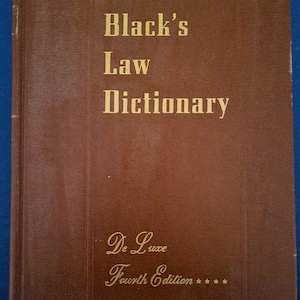 Black's
Law
Dictionary
De Luxe
Fourth Edition ★★★★